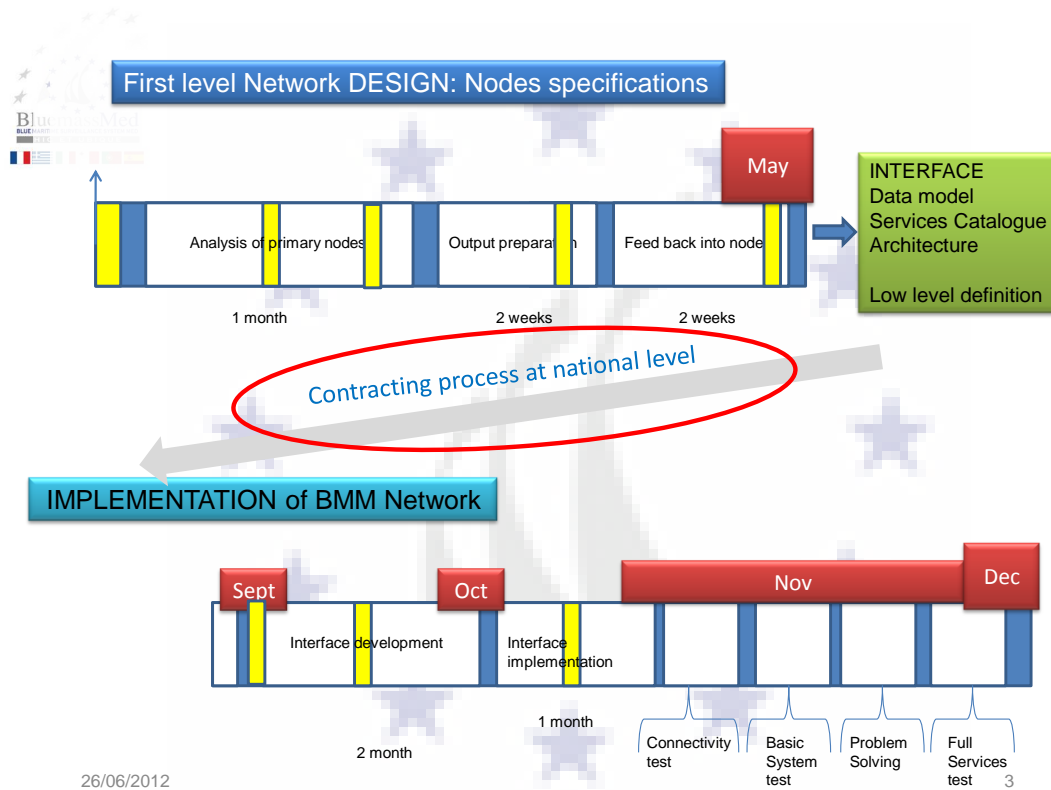 First level Network DESIGN: Nodes specifications
May
INTERFACE
Data model
Services Catalogue
Architecture
Low level definition
Analysis of primary nodes
Output preparation
Feed back into node
1 month
2 weeks
2 weeks
Contracting process at national level
IMPLEMENTATION of BMM Network
Sept
Oct
Nov
Dec
Interface development
Interface
implementation
2 month
1 month
Connectivity
test
Basic
System
test
Problem
Solving
Full
Services
test
26/06/2012
3